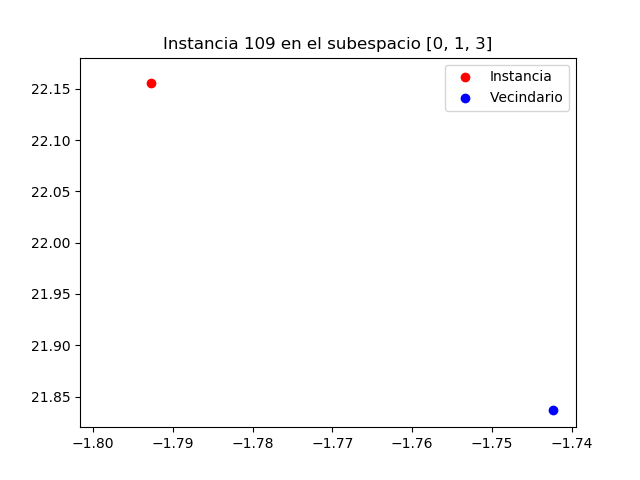 Instancia 109 en el subespacio [0, 1, 3]
Instancia
Vecindario
22.15
22.10
22.05
22.00
21.95
21.90
21.85
−1.80 −1.79 −1.78 −1.77 −1.76 −1.75 −1.74